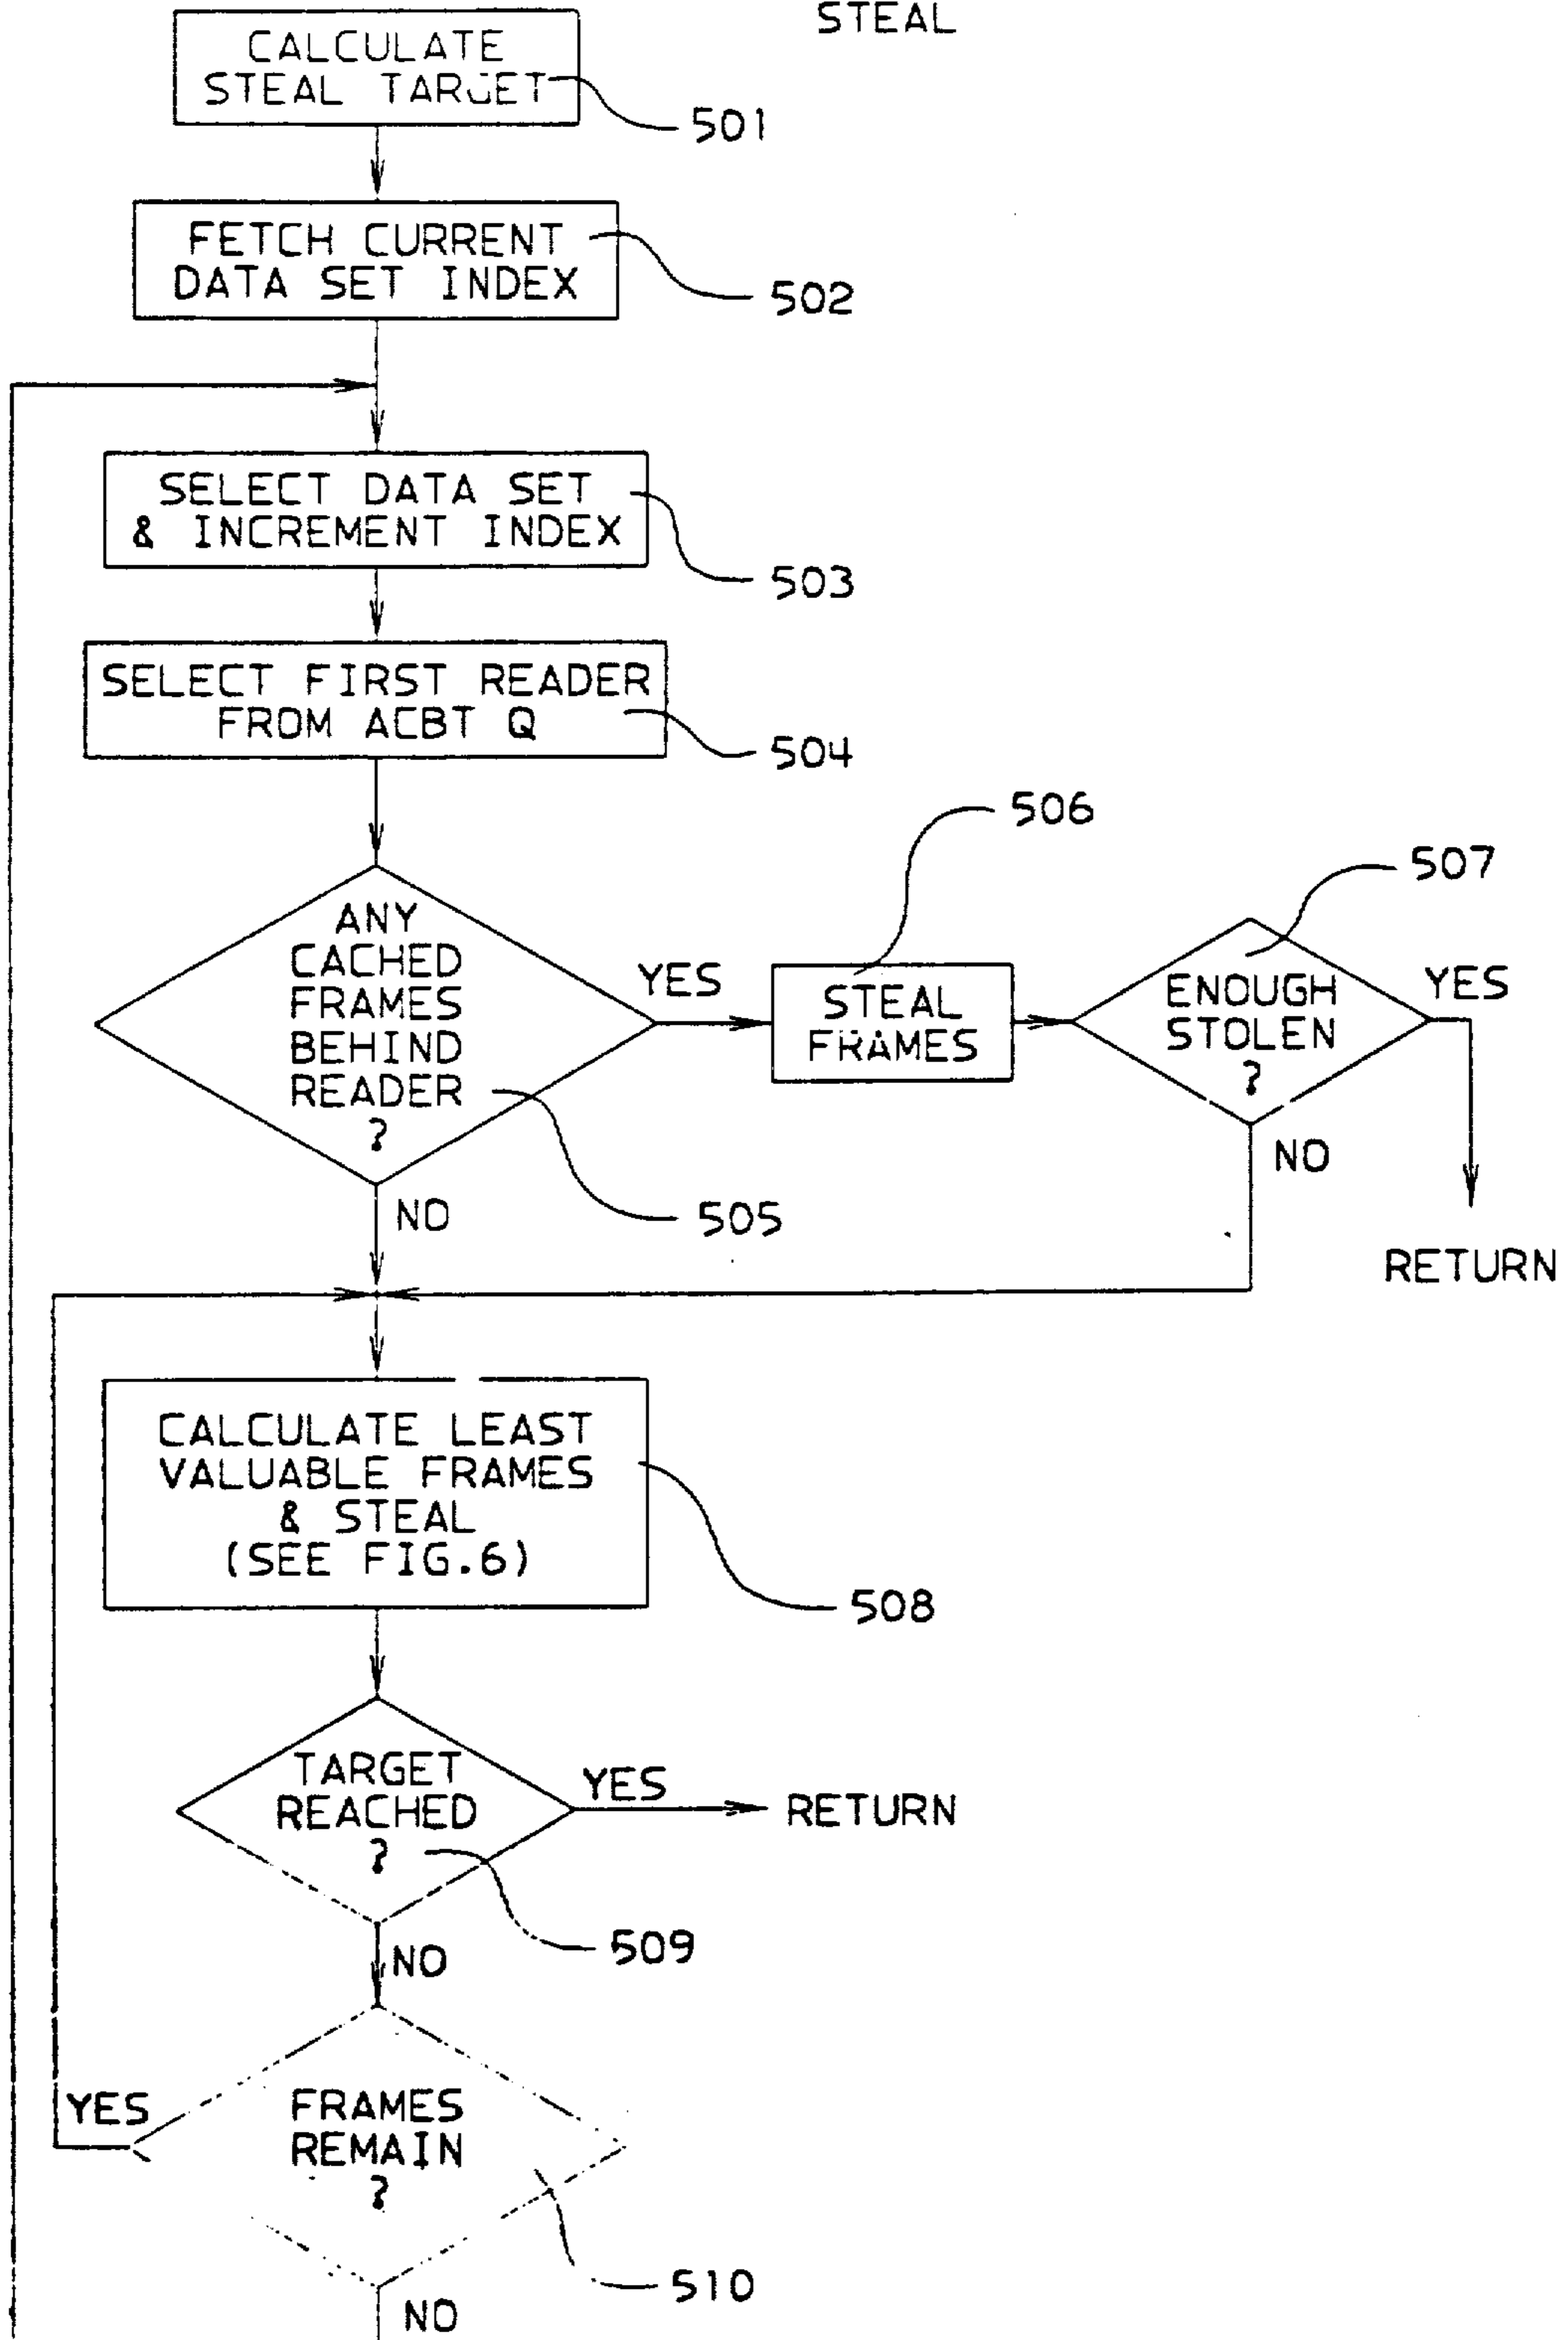 STEAL
CALCULATE
STEAL TARGET
501
FETCH CURRENT
DATA SET INDEX
502
SELECT DATA SET
& INCREMENT INDEX
503
SELECT FIRST READER
FROM ACBT Q
504
ANY
CACHED
FRAMES
BEHIND
READER
?
505
YES
NO
506
STEAL
FRAMES
507
ENOUGH
STOLEN
?
YES
NO
RETURN
CALCULATE LEAST
VALUABLE FRAMES
& STEAL
(SEE FIG.6)
508
TARGET
REACHED
?
YES
RETURN
509
NO
FRAMES
REMAIN
?
YES
510
NO